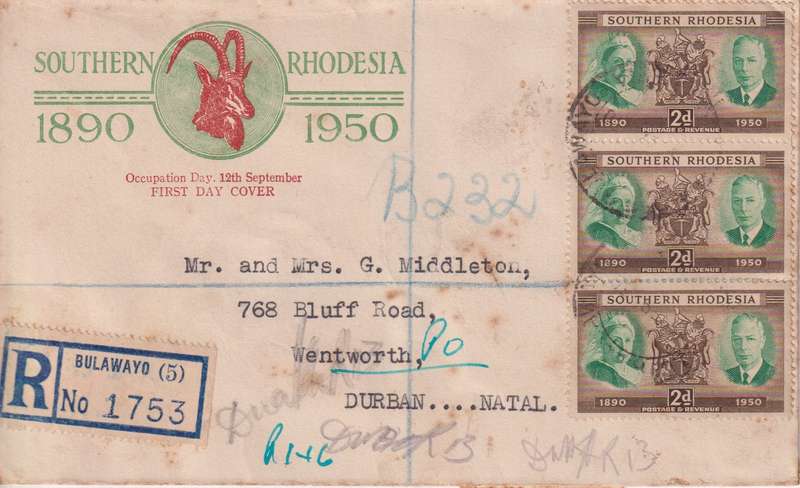 SOUTHERN RHODESIA
1890 1950
Occupation Day. 12th September
FIRST DAY COVER
SOUTHERN RHODESIA
1890 2d 1950
POSTAGE & REVENUE
SOUTHERN RHODESIA
1890 2d 1950
POSTAGE & REVENUE
SOUTHERN RHODESIA
1890 2d 1950
POSTAGE & REVENUE
B232
Mr. and Mrs. G. Middleton,
768 Bluff Road,
Wentworth, PO
DURBAN....NATAL.
R BULAWAYO (5)
No 1753